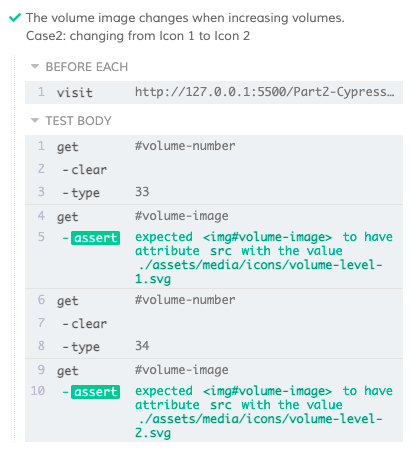 The volume image changes when increasing volumes.
Case2: changing from Icon 1 to Icon 2
BEFORE EACH
1 visit http://127.0.0.1:5500/Part2-Cypress…
TEST BODY
1 get #volume-number
2 -clear
3 -type 33
4 get #volume-image
5 -assert expected <img#volume-image> to have
attribute src with the value
./assets/media/icons/volume-level-
1.svg
6 get #volume-number
7 -clear
8 -type 34
9 get #volume-image
10 -assert expected <img#volume-image> to have
attribute src with the value
./assets/media/icons/volume-level-
2.svg